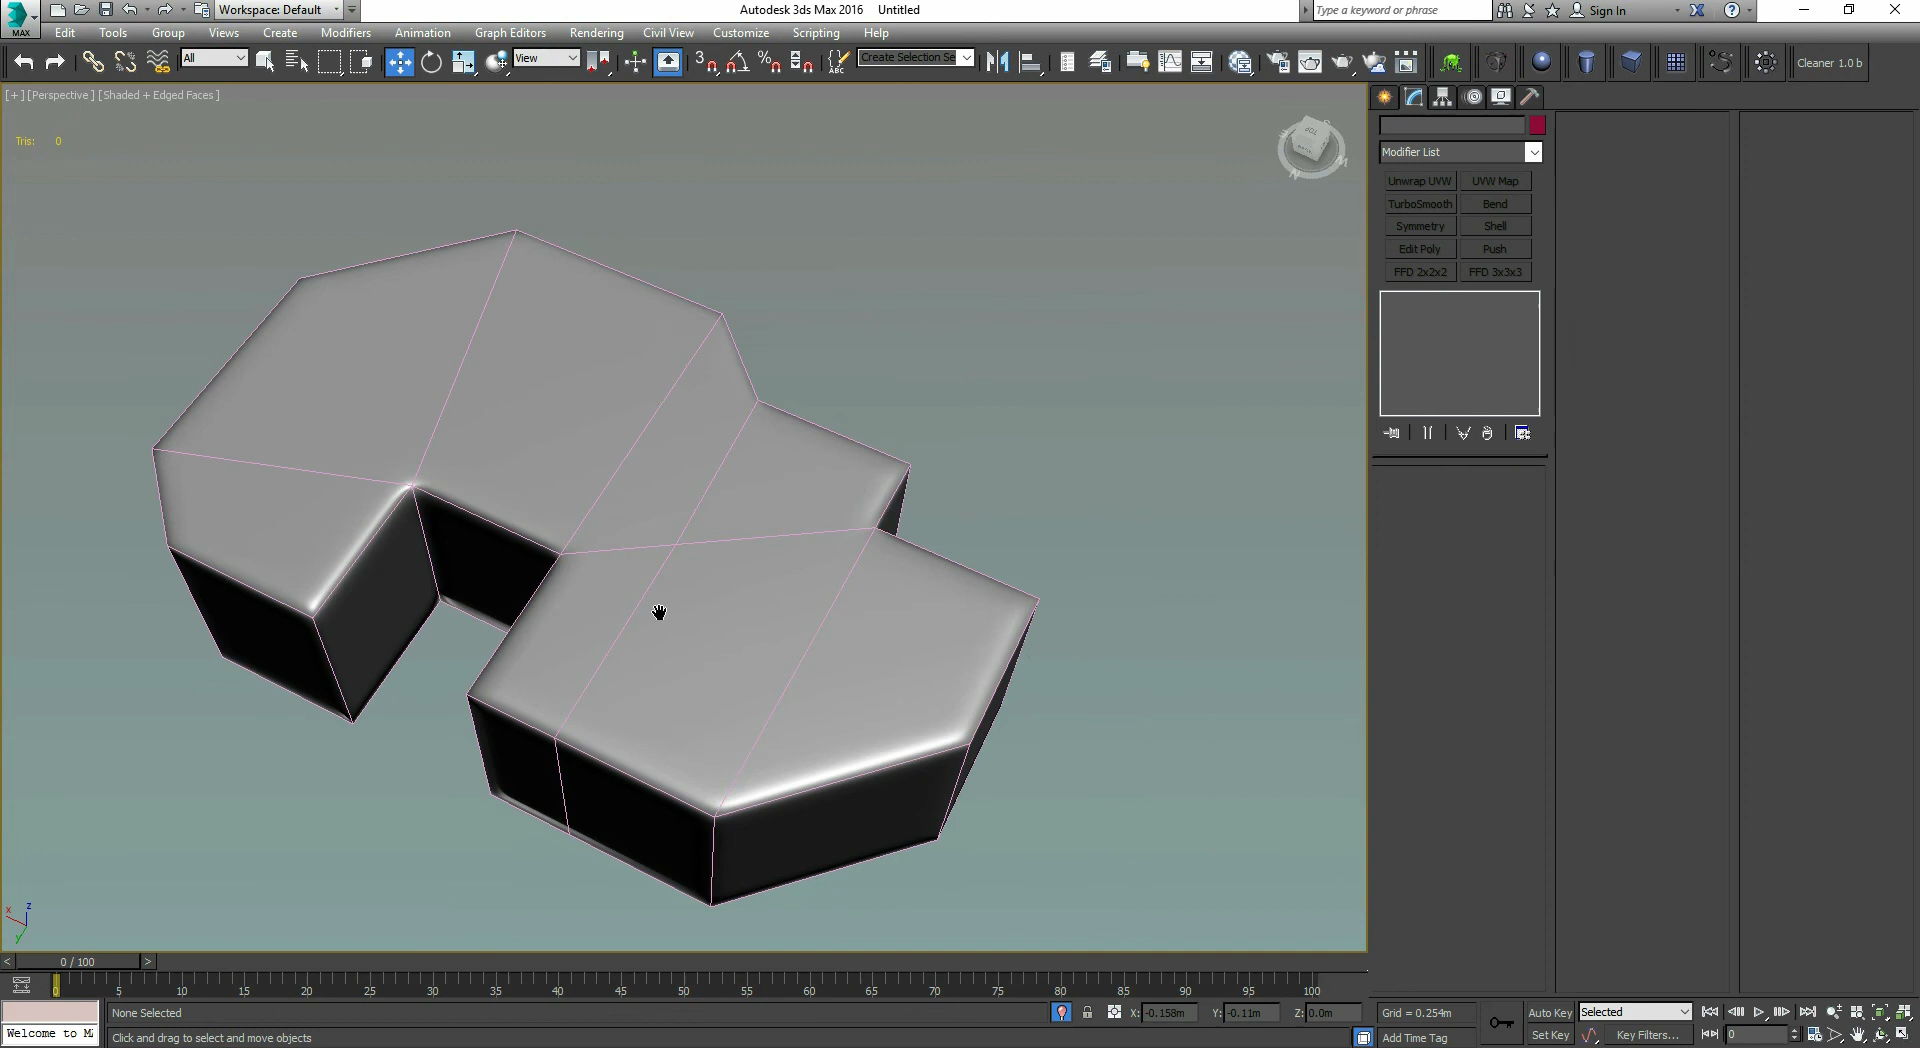 Workspace: Default
Autodesk 3ds Max 2016 Untitled
Type a keyword or phrase
Sign In
MAX
Edit Tools Group Views Create Modifiers Animation Graph Editors Rendering Civil View Customize Scripting Help
All
View
3
ABC
Create Selection Se
Cleaner 1.0 b
[+] [Perspective] [Shaded + Edged Faces]
Tris: 0
TOP
Modifier List
Unwrap UVW UVW Map
TurboSmooth Bend
Symmetry Shell
Edit Poly Push
FFD 2x2x2 FFD 3x3x3
x z
y
< 0 / 100 >
0 5 10 15 20 25 30 35 40 45 50 55 60 65 70 75 80 85 90 95 100
None Selected
X: -0.158m Y: -0.11m Z: 0.0m Grid = 0.254m
Auto Key Selected
Welcome to M
Click and drag to select and move objects
Add Time Tag
Set Key Key Filters... 0